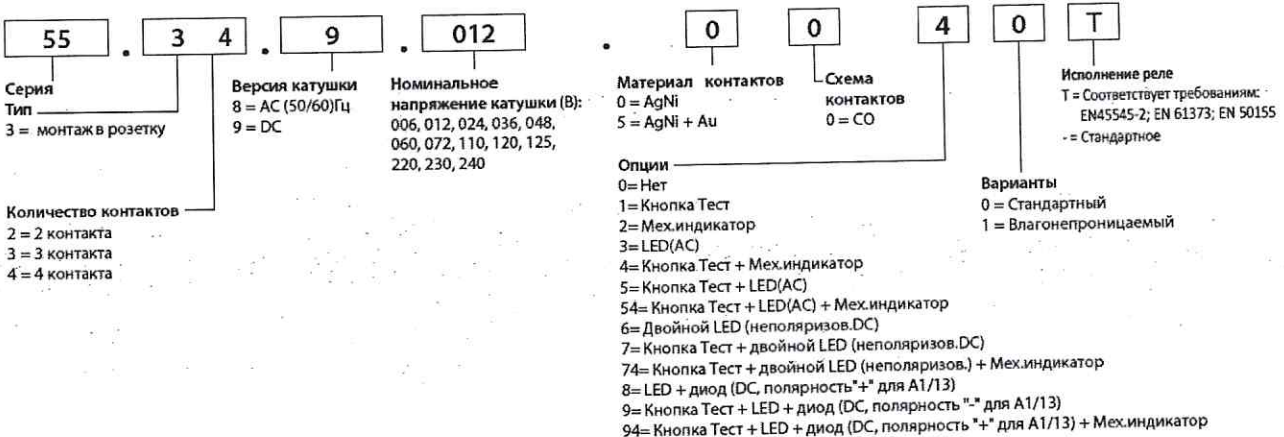 55 . 3 4 . 9 . 012 . 0 0 4 0 T
Серия
Тип
3 = монтаж в розетку
Количество контактов
2 = 2 контакта
3 = 3 контакта
4 = 4 контакта
Версия катушки
8 = AC (50/60)Гц
9 = DC
Номинальное
напряжение катушки (В):
006, 012, 024, 036, 048,
060, 072, 110, 120, 125,
220, 230, 240
Материал контактов
0 = AgNi
5 = AgNi + Au
Схема
контактов
0 = CO
Опции
0= Нет
1= Кнопка Тест
2= Мех.индикатор
3= LED(AC)
4= Кнопка Тест + Мех.индикатор
5= Кнопка Тест + LED(AC)
54= Кнопка Тест + LED(AC) + Мех.индикатор
6= Двойной LED (неполяризов.DC)
7= Кнопка Тест + двойной LED (неполяризов.DC)
74= Кнопка Тест + двойной LED (неполяризов.) + Мех.индикатор
8= LED + диод (DC, полярность"+" для A1/13)
9= Кнопка Тест + LED + диод (DC, полярность "-" для A1/13)
94= Кнопка Тест + LED + диод (DC, полярность "+" для A1/13) + Мех.индикатор
Варианты
0 = Стандартный
1 = Влагонепроницаемый
Исполнение реле
T = Соответствует требованиям:
EN45545-2; EN 61373; EN 50155
- = Стандартное